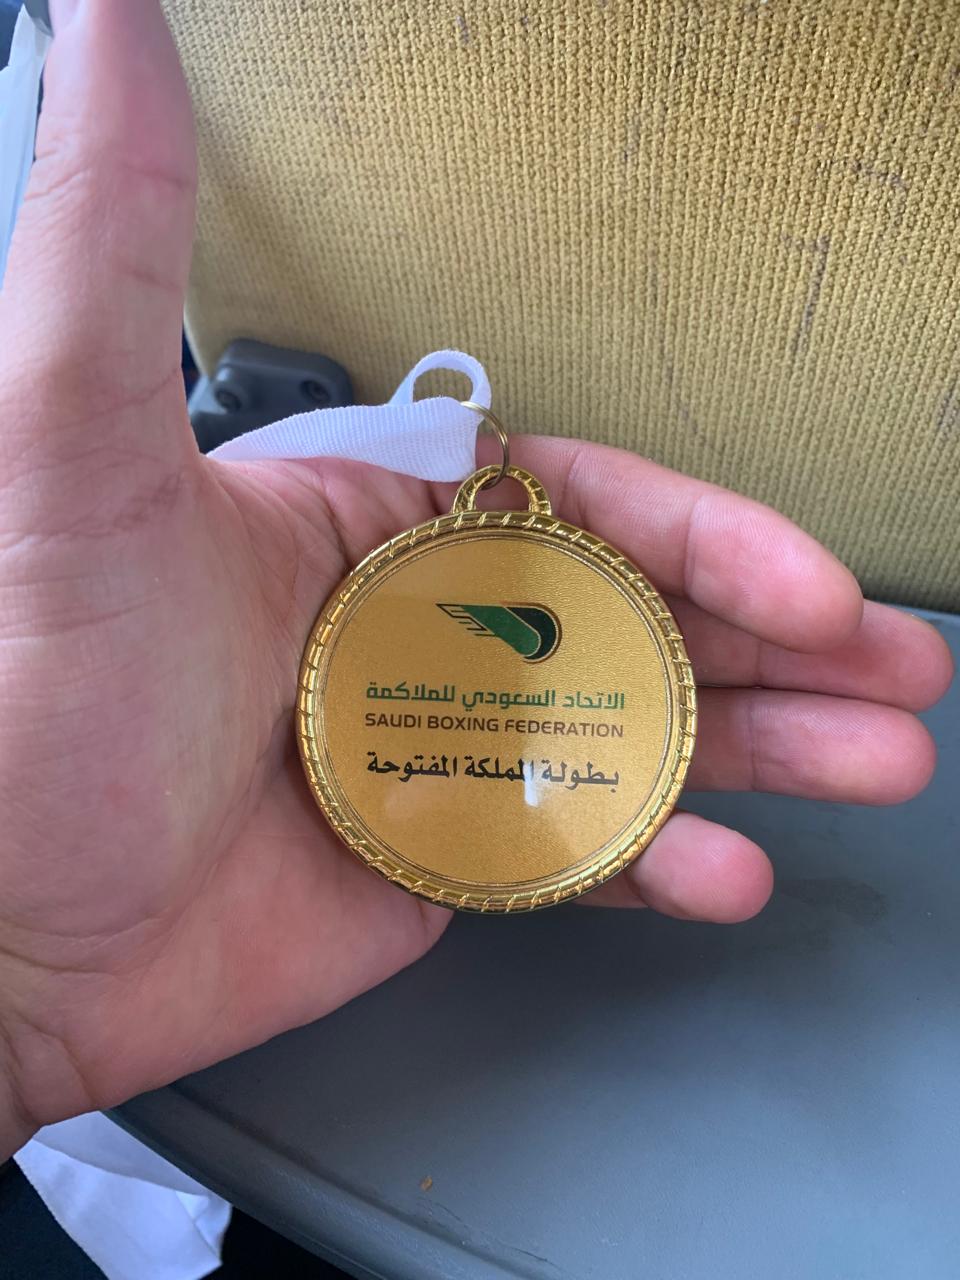 الاتحاد السعودي للملاكمة
SAUDI BOXING FEDERATION
بطولة المملكة المفتوحة